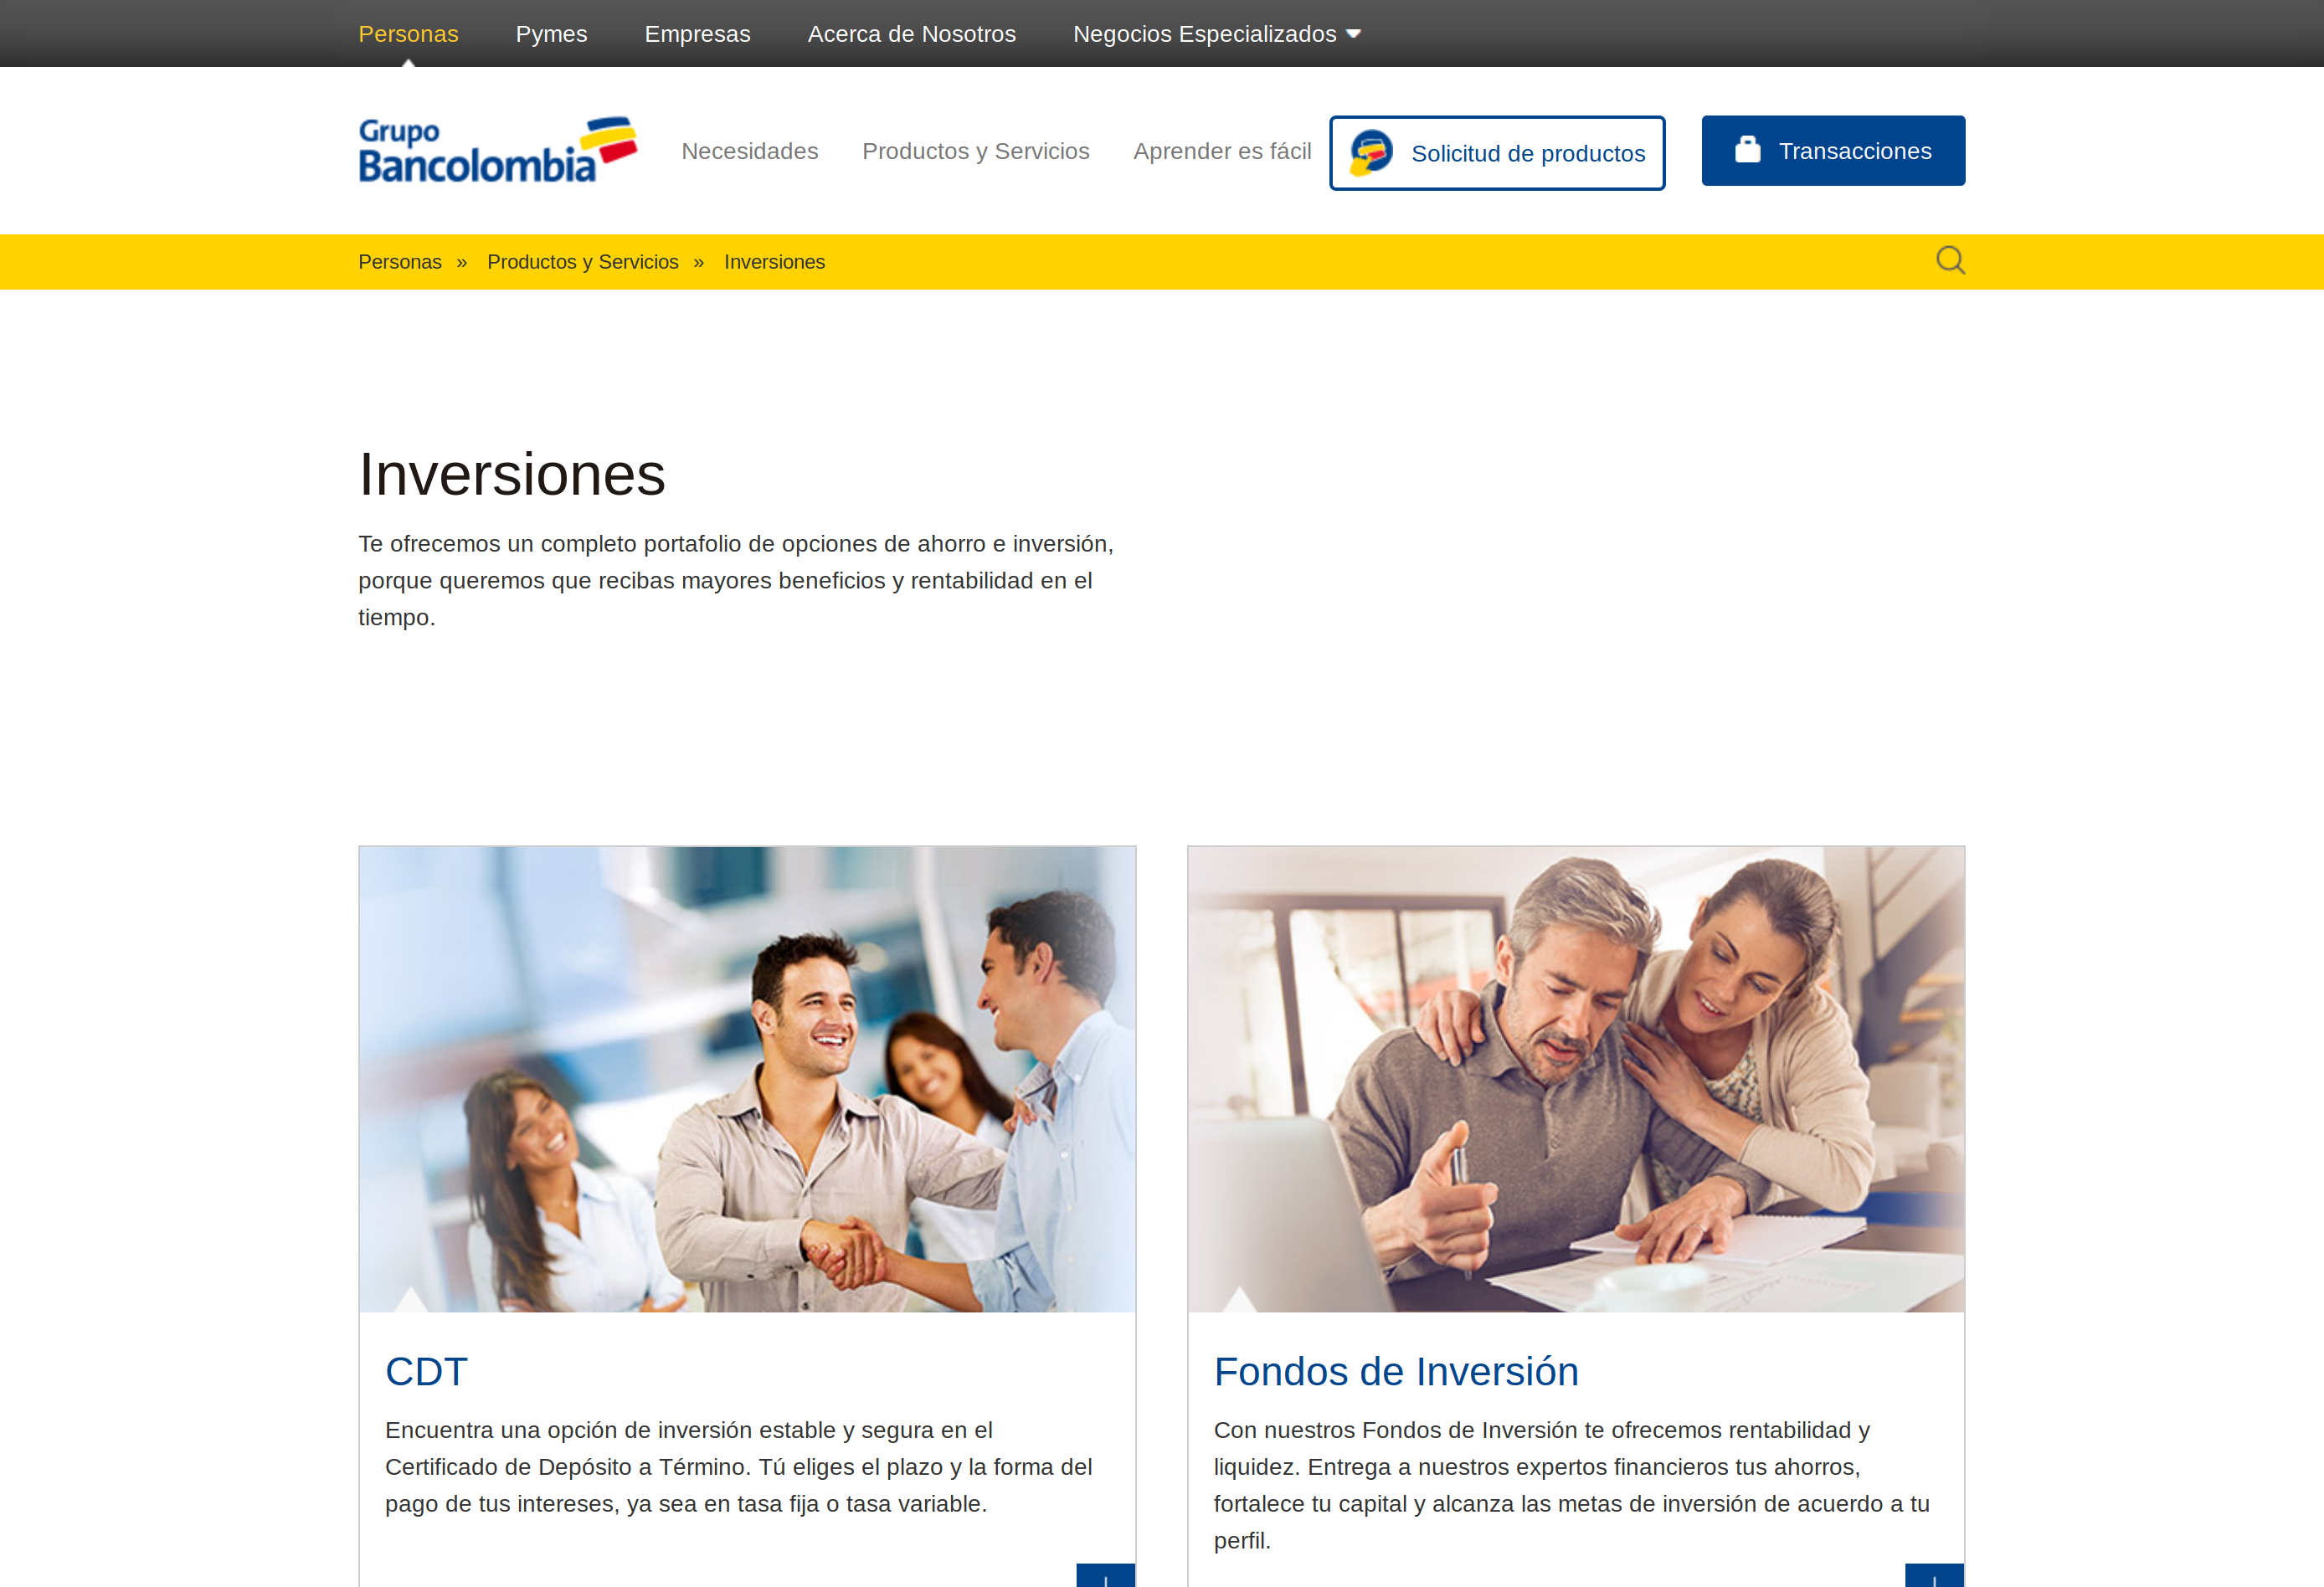 Personas Pymes Empresas Acerca de Nosotros Negocios Especializados
Grupo
Bancolombia
Necesidades Productos y Servicios Aprender es fácil Solicitud de productos Transacciones
Personas » Productos y Servicios » Inversiones
Inversiones
Te ofrecemos un completo portafolio de opciones de ahorro e inversión,
porque queremos que recibas mayores beneficios y rentabilidad en el
tiempo.
CDT
Encuentra una opción de inversión estable y segura en el
Certificado de Depósito a Término. Tú eliges el plazo y la forma del
pago de tus intereses, ya sea en tasa fija o tasa variable.
Fondos de Inversión
Con nuestros Fondos de Inversión te ofrecemos rentabilidad y
liquidez. Entrega a nuestros expertos financieros tus ahorros,
fortalece tu capital y alcanza las metas de inversión de acuerdo a tu
perfil.